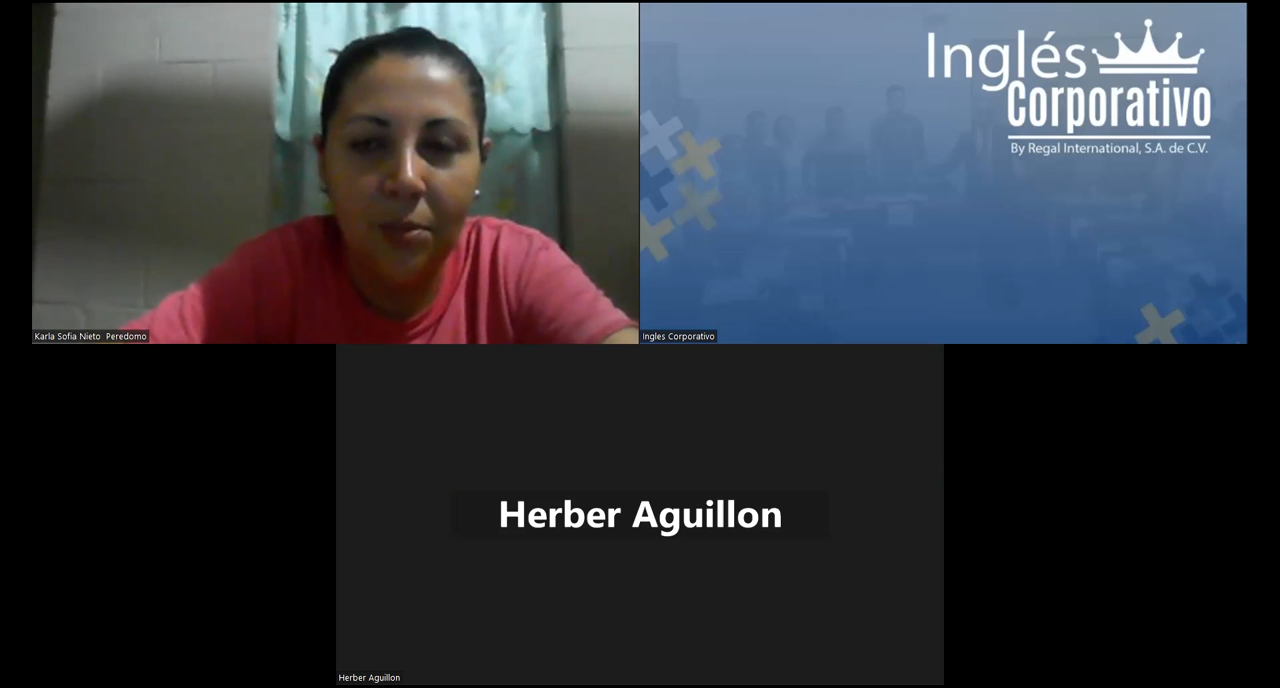 Inglés
Corporativo
By Regal International, S.A. de C.V.
Karla Sofia Nieto Peredomo
Ingles Corporativo
Herber Aguillon
Herber Aguillon